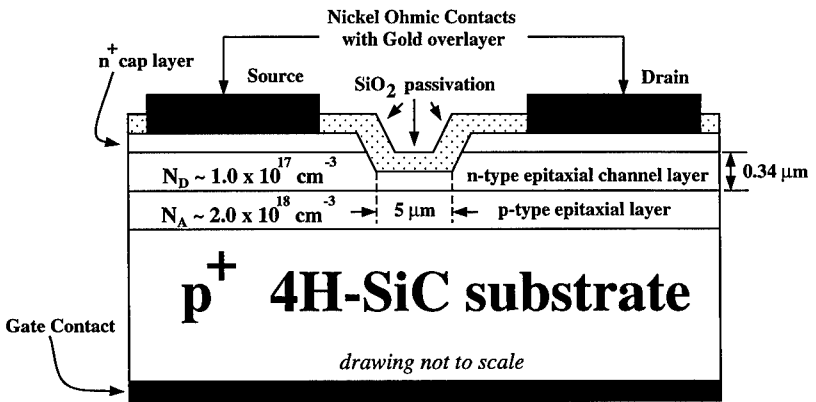 Nickel Ohmic Contacts
with Gold overlayer
n+ cap layer
Source
SiO2 passivation
Drain
ND ~ 1.0 x 10^17 cm^-3
n-type epitaxial channel layer
0.34 µm
NA ~ 2.0 x 10^18 cm^-3
5 µm
p-type epitaxial layer
p+ 4H-SiC substrate
Gate Contact
drawing not to scale